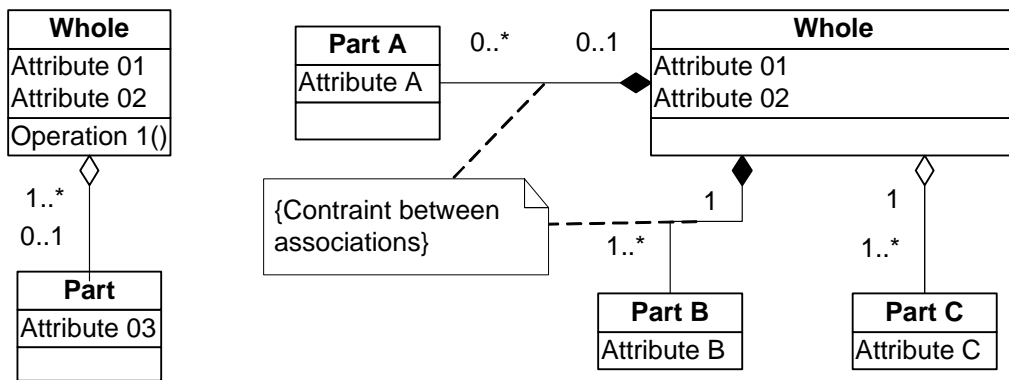 Whole
Attribute 01
Attribute 02
Operation 1()
1..*
0..1
Part
Attribute 03
Part A
Attribute A
0..*
0..1
Whole
Attribute 01
Attribute 02
{Contraint between
associations}
1
1..*
Part B
Attribute B
1
1..*
Part C
Attribute C